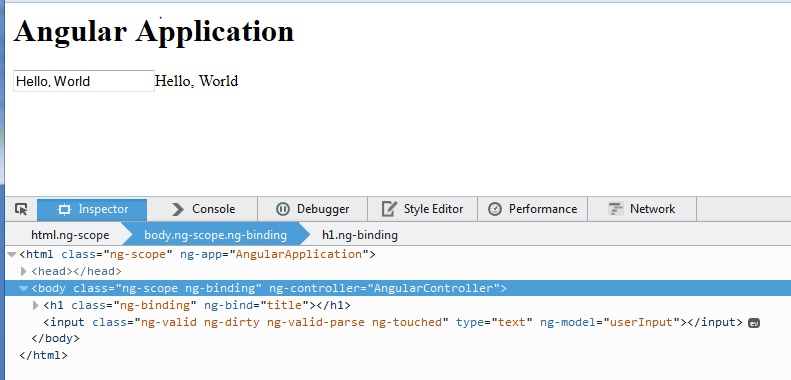 Angular Application
Hello, World Hello, World
Inspector Console Debugger Style Editor Performance Network
html.ng-scope body.ng-scope.ng-binding h1.ng-binding
<html class="ng-scope" ng-app="AngularApplication">
<head></head>
<body class="ng-scope ng-binding" ng-controller="AngularController">
<h1 class="ng-binding" ng-bind="title"></h1>
<input class="ng-valid ng-dirty ng-valid-parse ng-touched" type="text" ng-model="userInput"></input> ev
</body>
</html>